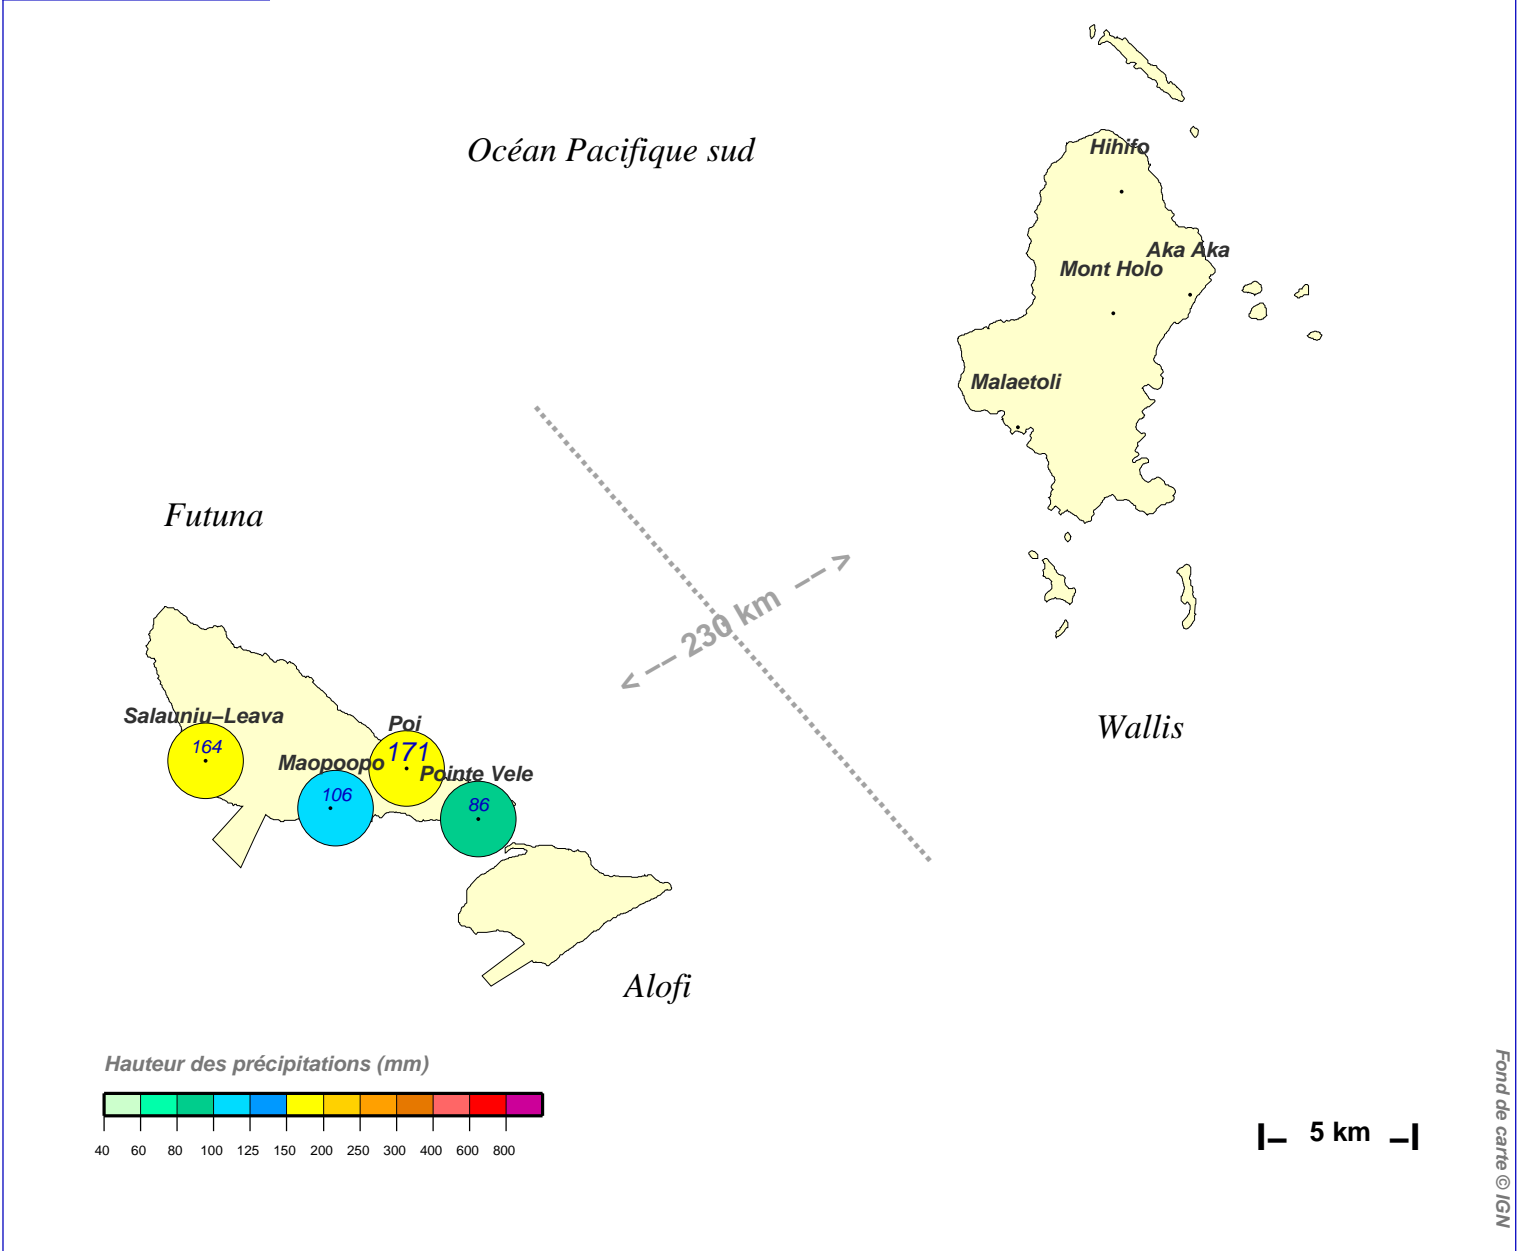 Hihifo
Océan Pacifique sud
Aka Aka
Mont Holo
Malaetoli
Futuna
230 km
Salauniu–Leava
Poi
Wallis
164
171
Maopoopo
Pointe Vele
106
86
Alofi
Hauteur des précipitations (mm)
40 60 80 100 125 150 200 250 300 400 600 800
5 km
Fond de carte © IGN